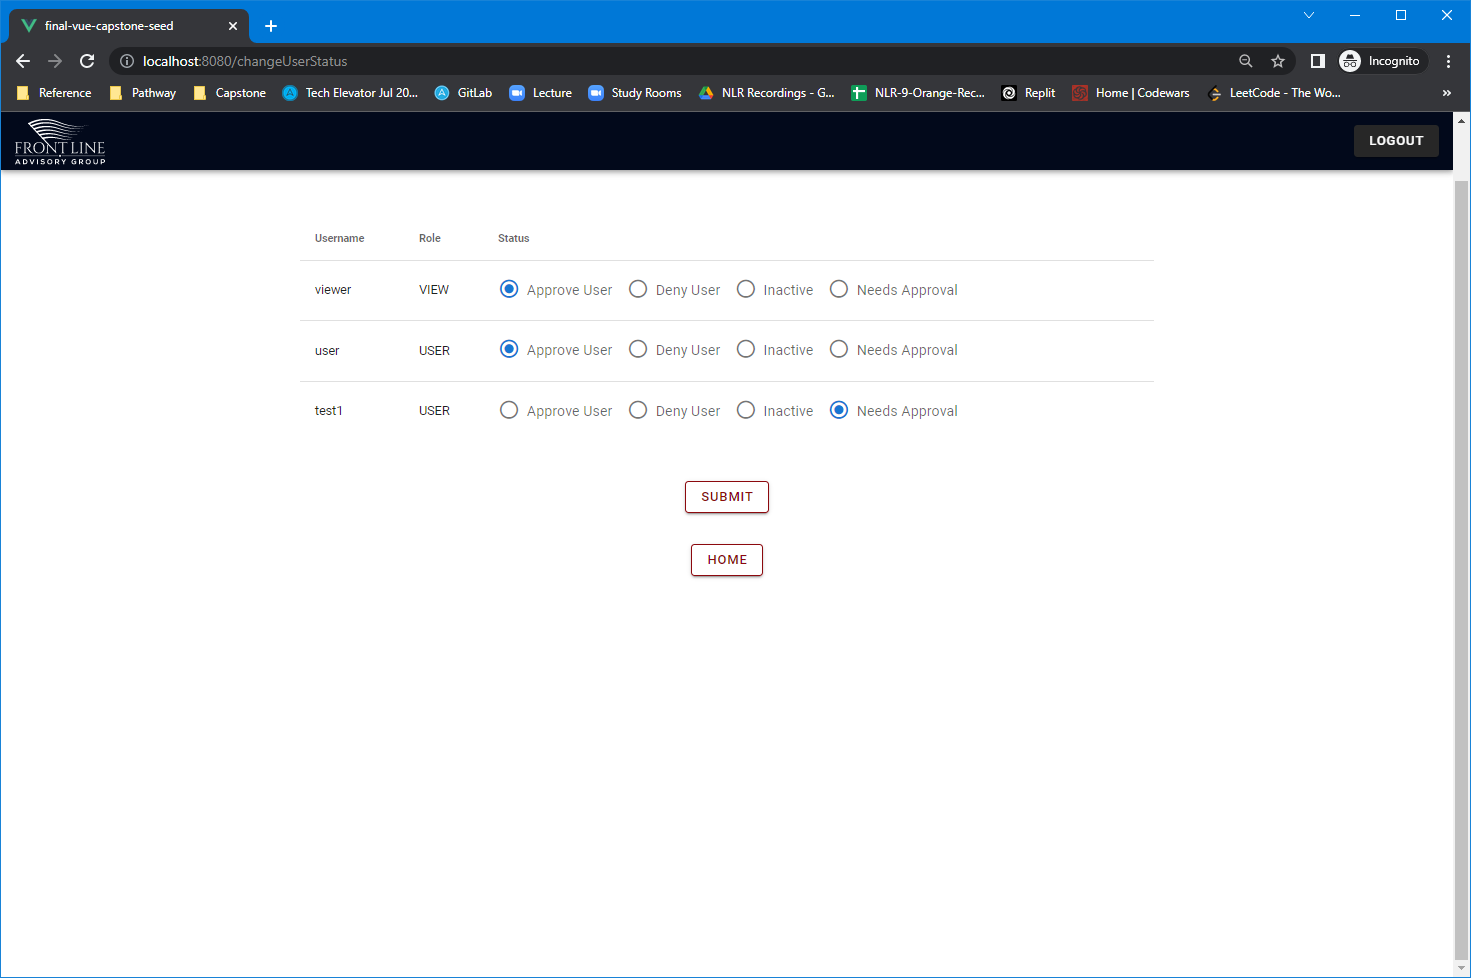 final-vue-capstone-seed
localhost:8080/changeUserStatus
Incognito
Reference Pathway Capstone Tech Elevator Jul 20... GitLab Lecture Study Rooms NLR Recordings - G... NLR-9-Orange-Rec... Replit Home | Codewars LeetCode - The Wo... »
FRONT LINE
ADVISORY GROUP
LOGOUT
Username Role Status
viewer VIEW Approve User Deny User Inactive Needs Approval
user USER Approve User Deny User Inactive Needs Approval
test1 USER Approve User Deny User Inactive Needs Approval
SUBMIT
HOME